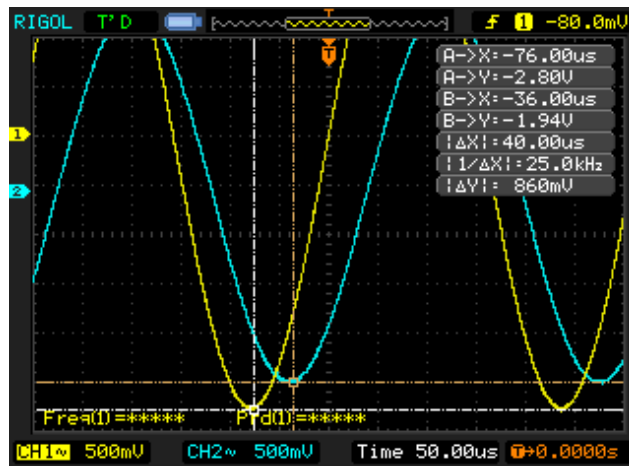 RIGOL T'D T f 1 -80.0mV
T
A->X:-76.00us
A->Y:-2.80V
B->X:-36.00us
B->Y:-1.94V
|ΔX|:40.00us
|1/ΔX|:25.0kHz
|ΔY|: 860mV
1
2
Freq(1)=***** Prd(1)=*****
CH1~ 500mV CH2~ 500mV Time 50.00us T→0.0000s